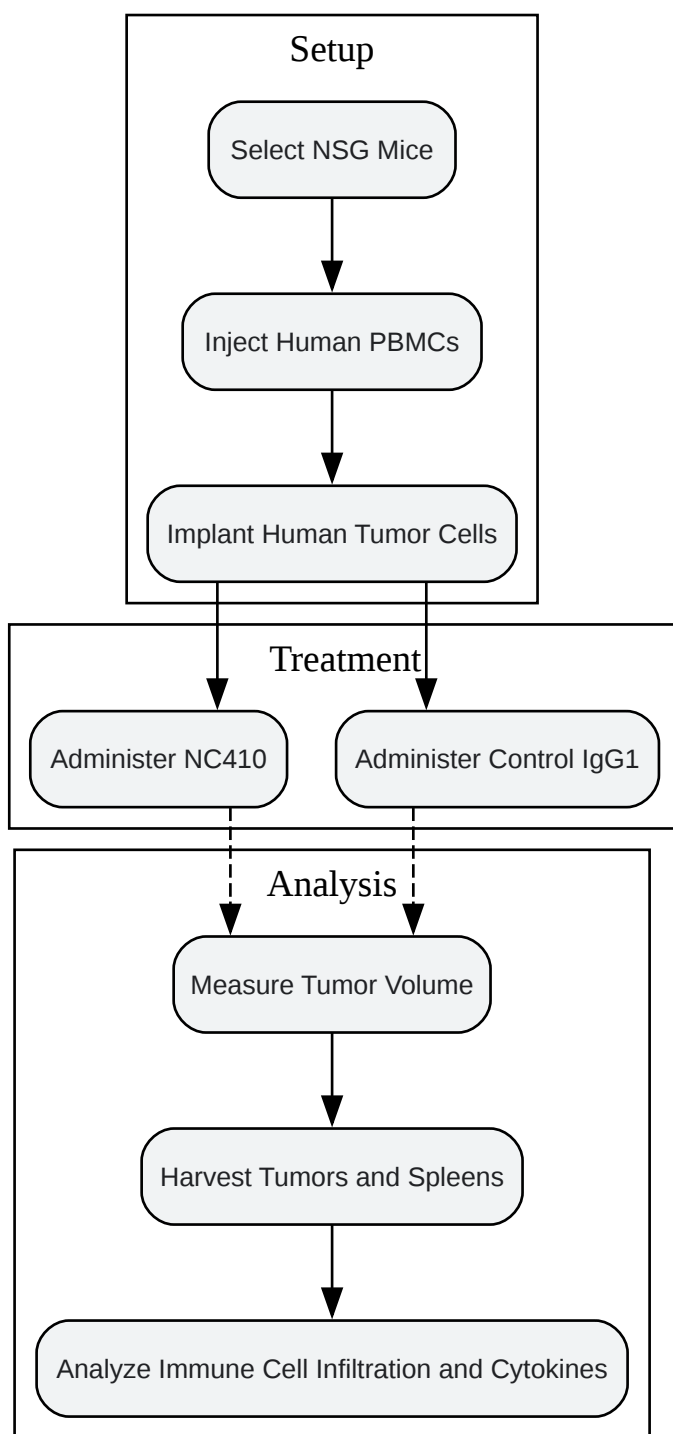 Setup
Select NSG Mice
Inject Human PBMCs
Implant Human Tumor Cells
Treatment
Administer NC410
Administer Control IgG1
Analysis
Measure Tumor Volume
Harvest Tumors and Spleens
Analyze Immune Cell Infiltration and Cytokines